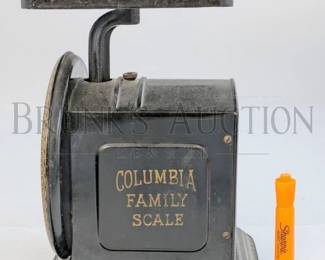 BRUNK'S AUCTION
COLUMBIA
FAMILY
SCALE
Sharpie